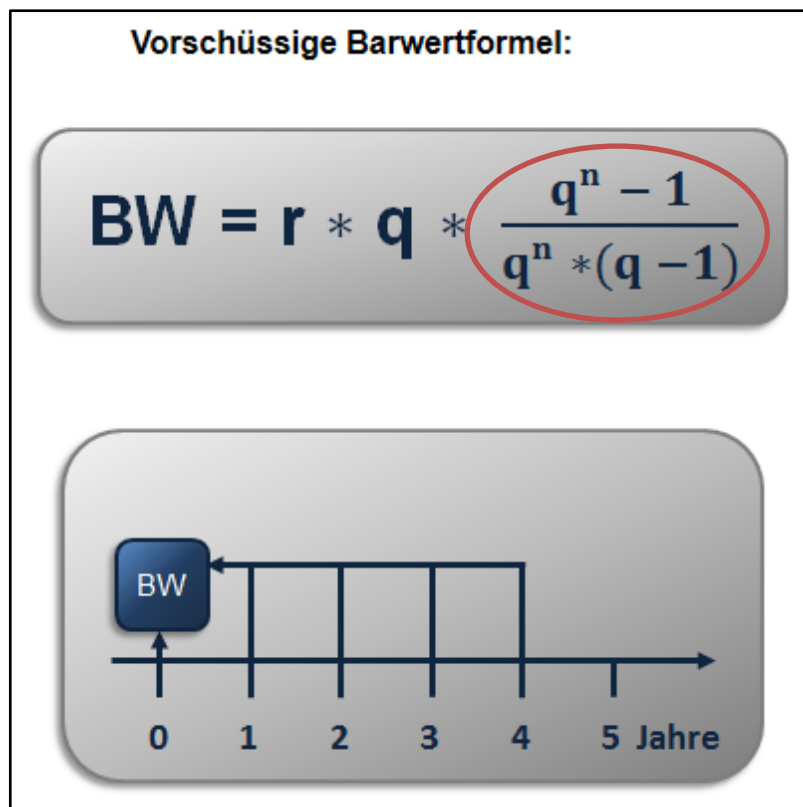 Vorschüssige Barwertformel:
BW = r * q * (qⁿ − 1) / (qⁿ *(q −1))
BW
0 1 2 3 4 5 Jahre